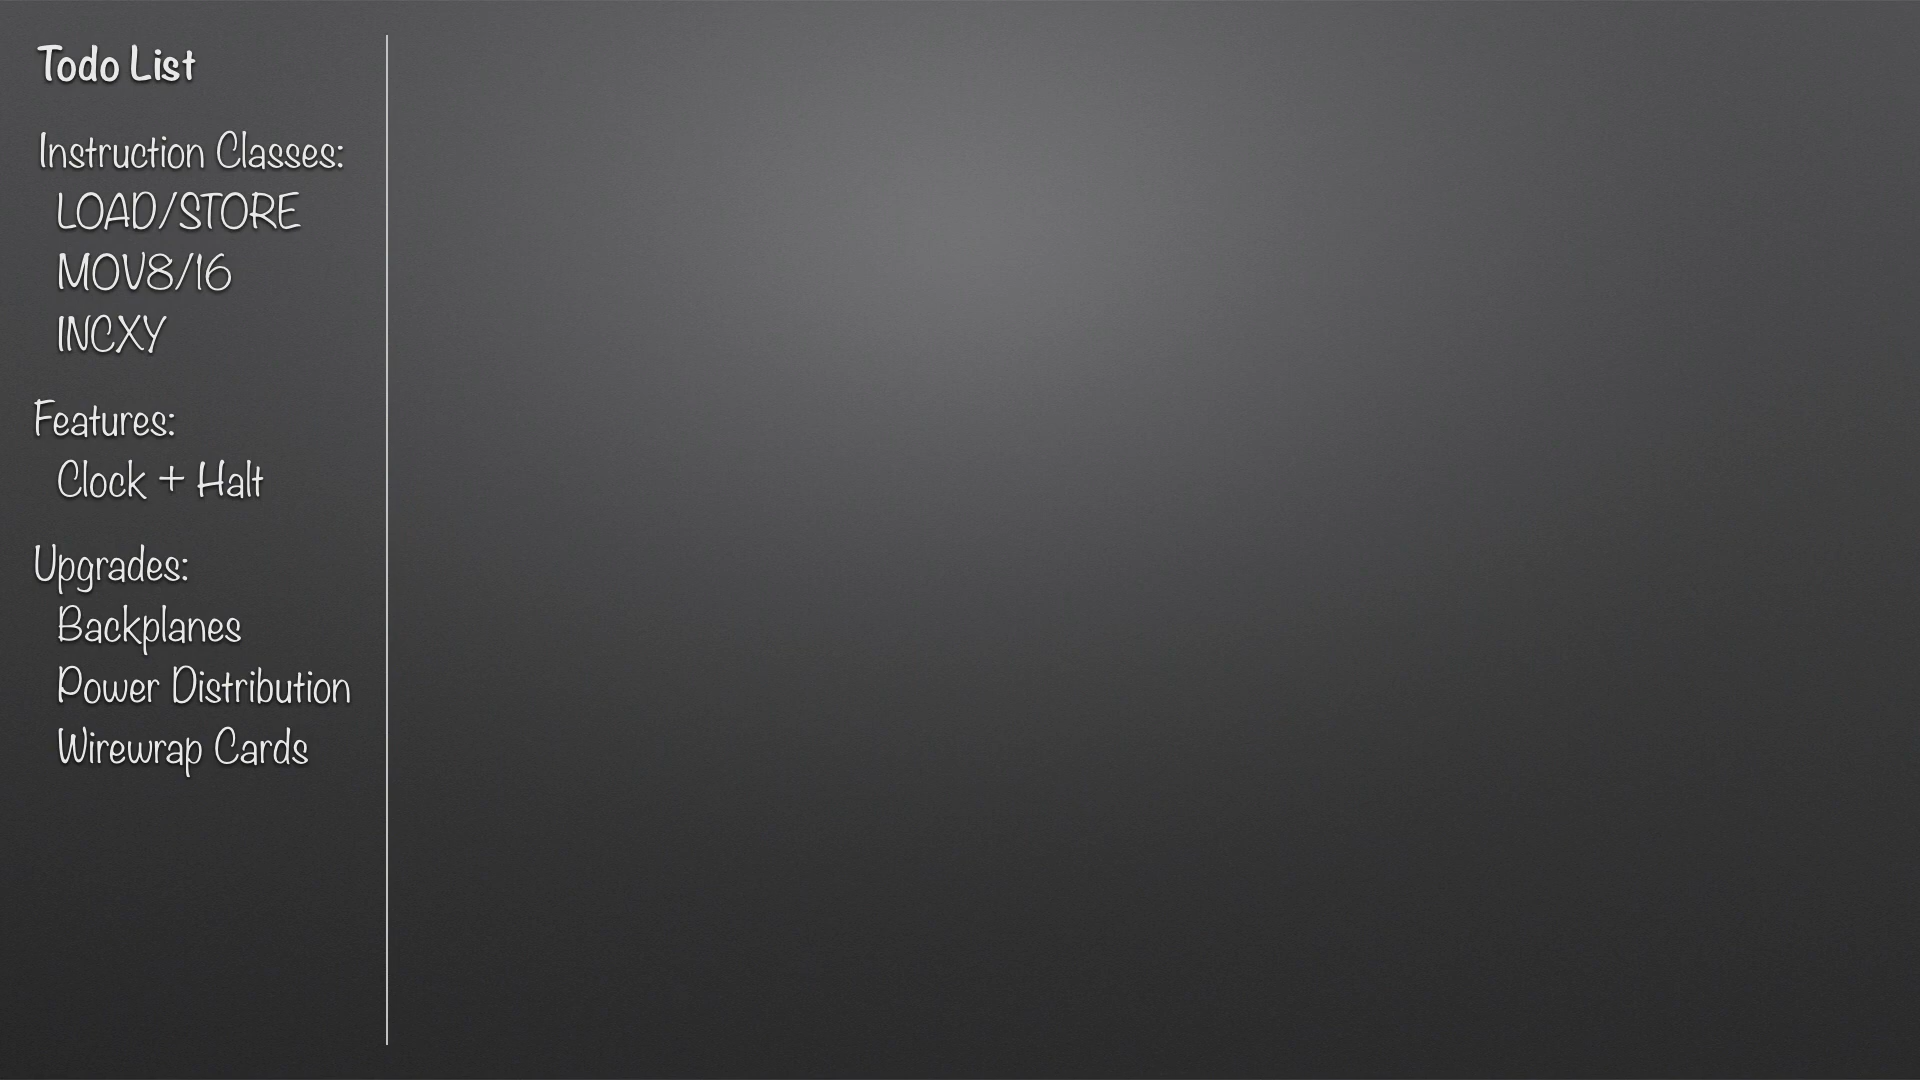 Todo List
Instruction Classes:
LOAD/STORE
MOV8/16
INCXY
Features:
Clock + Halt
Upgrades:
Backplanes
Power Distribution
Wirewrap Cards